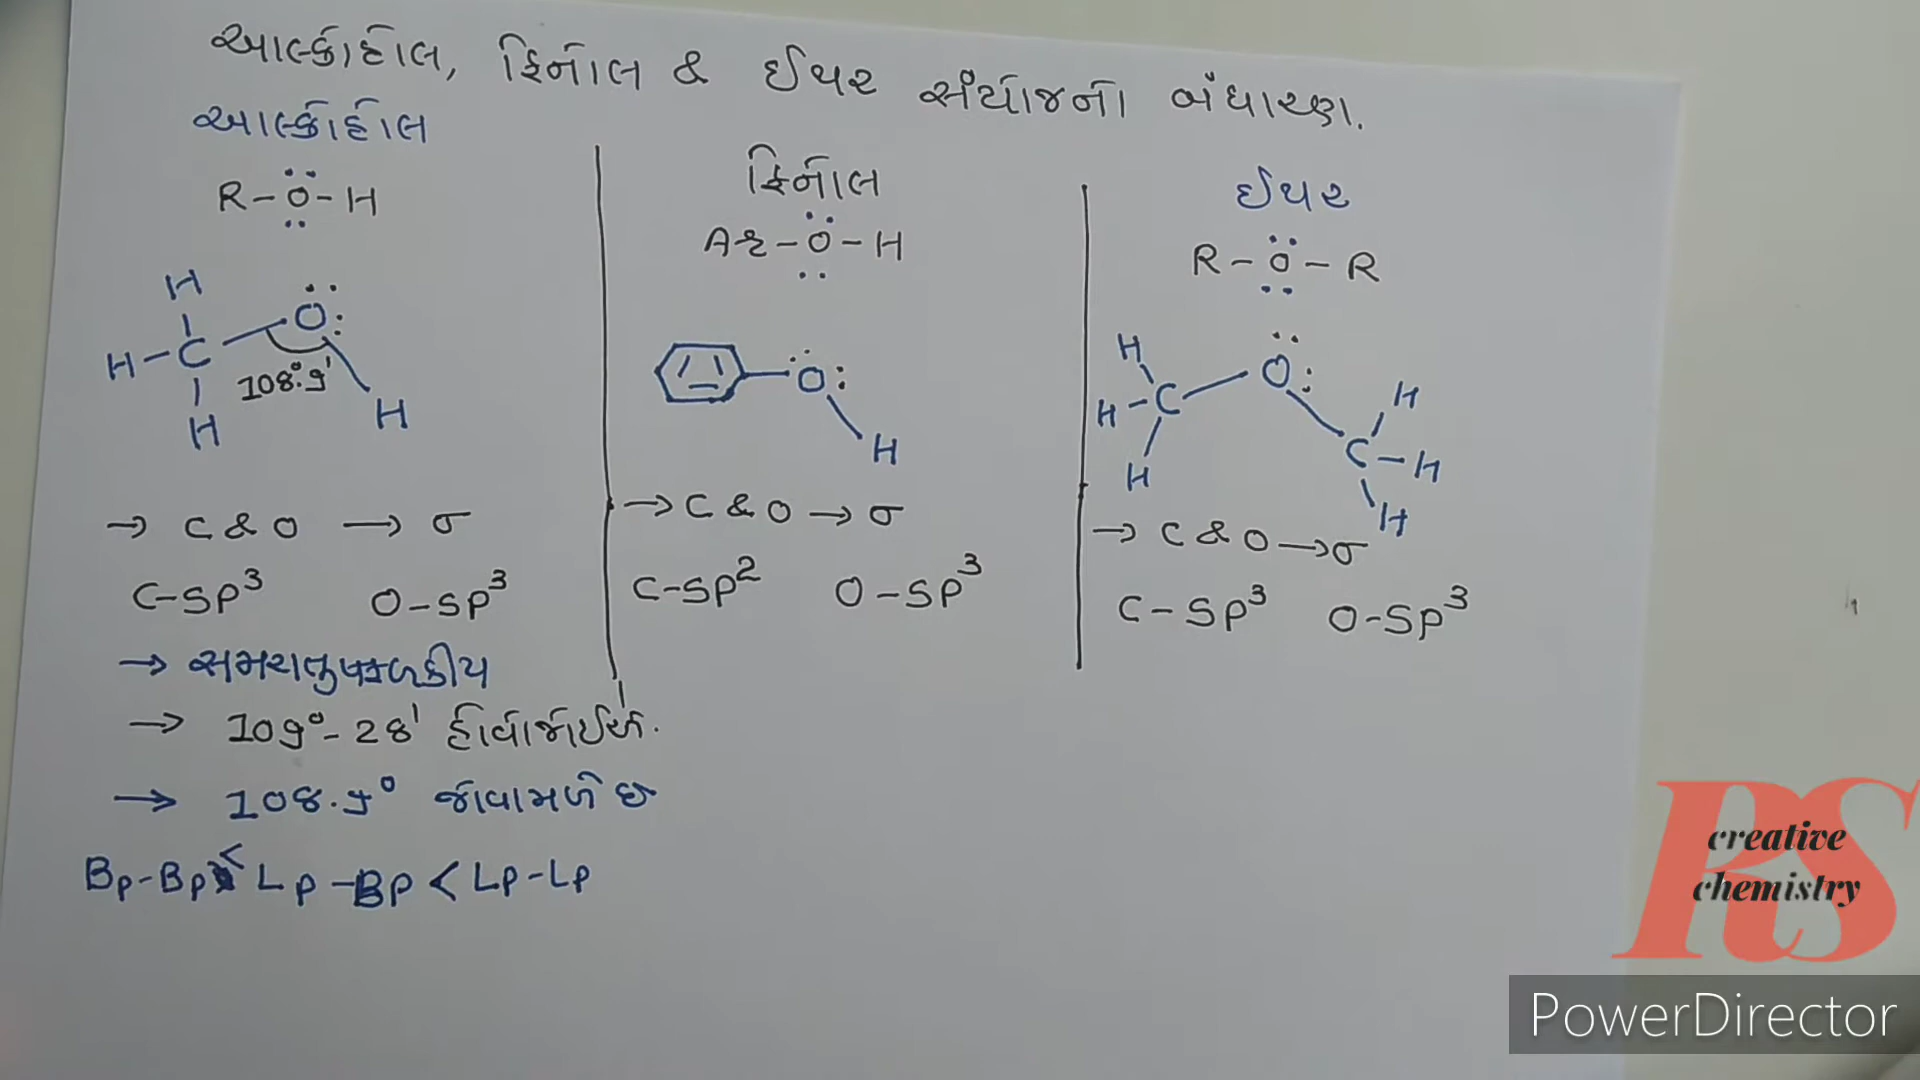 આલ્કોહોલ, ફિનોલ & ઈથર સંયોજનો બંધારણ.
આલ્કોહોલ
R-O-H
H
H-C O
108.9°
H H
→ C & O → σ
C-SP³ O-SP³
→ સમચતુષ્ફલકીય
→ 109°-28' હોવોજોઈએ.
→ 108.9° જોવામળે છે
Bp-Bp < Lp-Bp < Lp-Lp
ફિનોલ
Ar-O-H
O
H
→ C & O → σ
C-SP² O-SP³
ઈથર
R-O-R
H O
H-C H
H C-H
H
→ C & O → σ
C-SP³ O-SP³
RS
creative
chemistry
PowerDirector